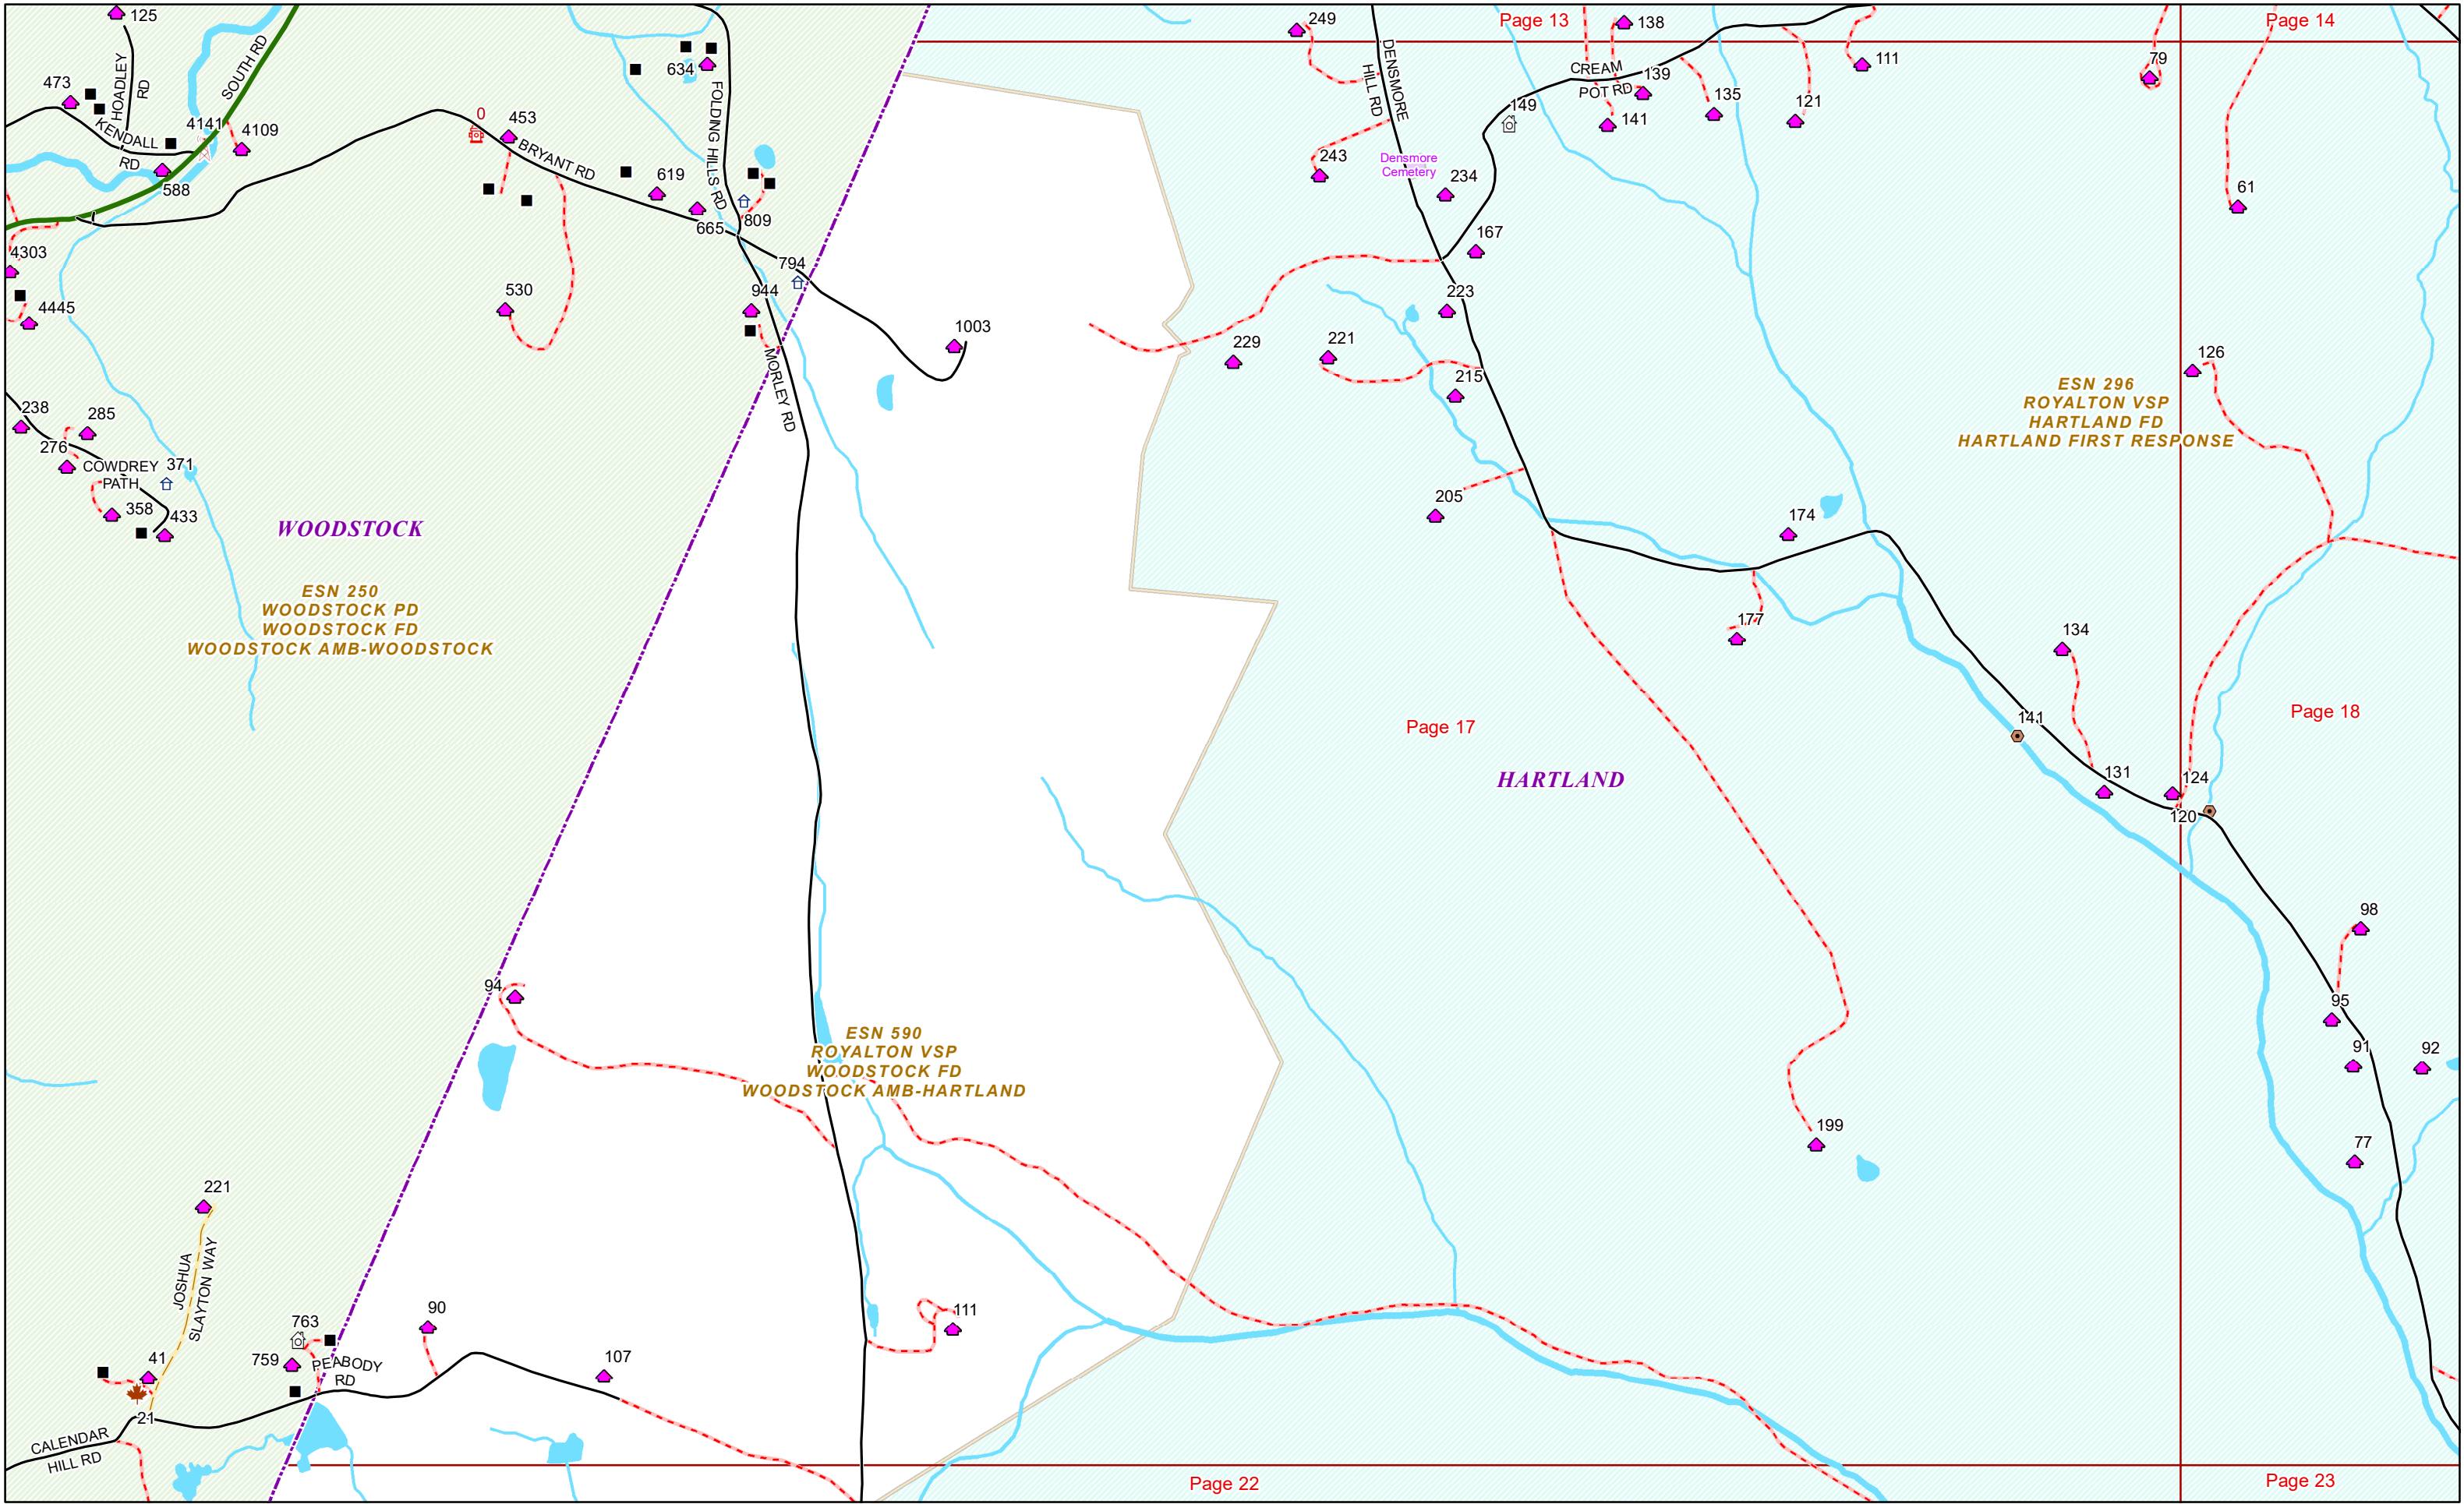 125
HOADLEY
RD
SOUTH RD
473
KENDALL
RD
4141
4109
588
4303
4445
0
453
BRYANT RD
530
619
634
FOLDING HILLS RD
665
809
794
944
MORLEY RD
1003
238
285
276
COWDREY
PATH
371
358
433
WOODSTOCK
ESN 250
WOODSTOCK PD
WOODSTOCK FD
WOODSTOCK AMB-WOODSTOCK
249
DENSMORE
HILL RD
Page 13
138
CREAM
POT RD
139
149
141
135
121
111
79
Page 14
61
243
Densmore
Cemetery
234
167
223
229
221
215
205
126
ESN 296
ROYALTON VSP
HARTLAND FD
HARTLAND FIRST RESPONSE
174
177
134
141
131
124
120
Page 17
Page 18
HARTLAND
98
95
91
92
77
94
ESN 590
ROYALTON VSP
WOODSTOCK FD
WOODSTOCK AMB-HARTLAND
199
221
JOSHUA
SLAYTON WAY
763
759
PEABODY
RD
90
107
111
41
21
CALENDAR
HILL RD
Page 22
Page 23